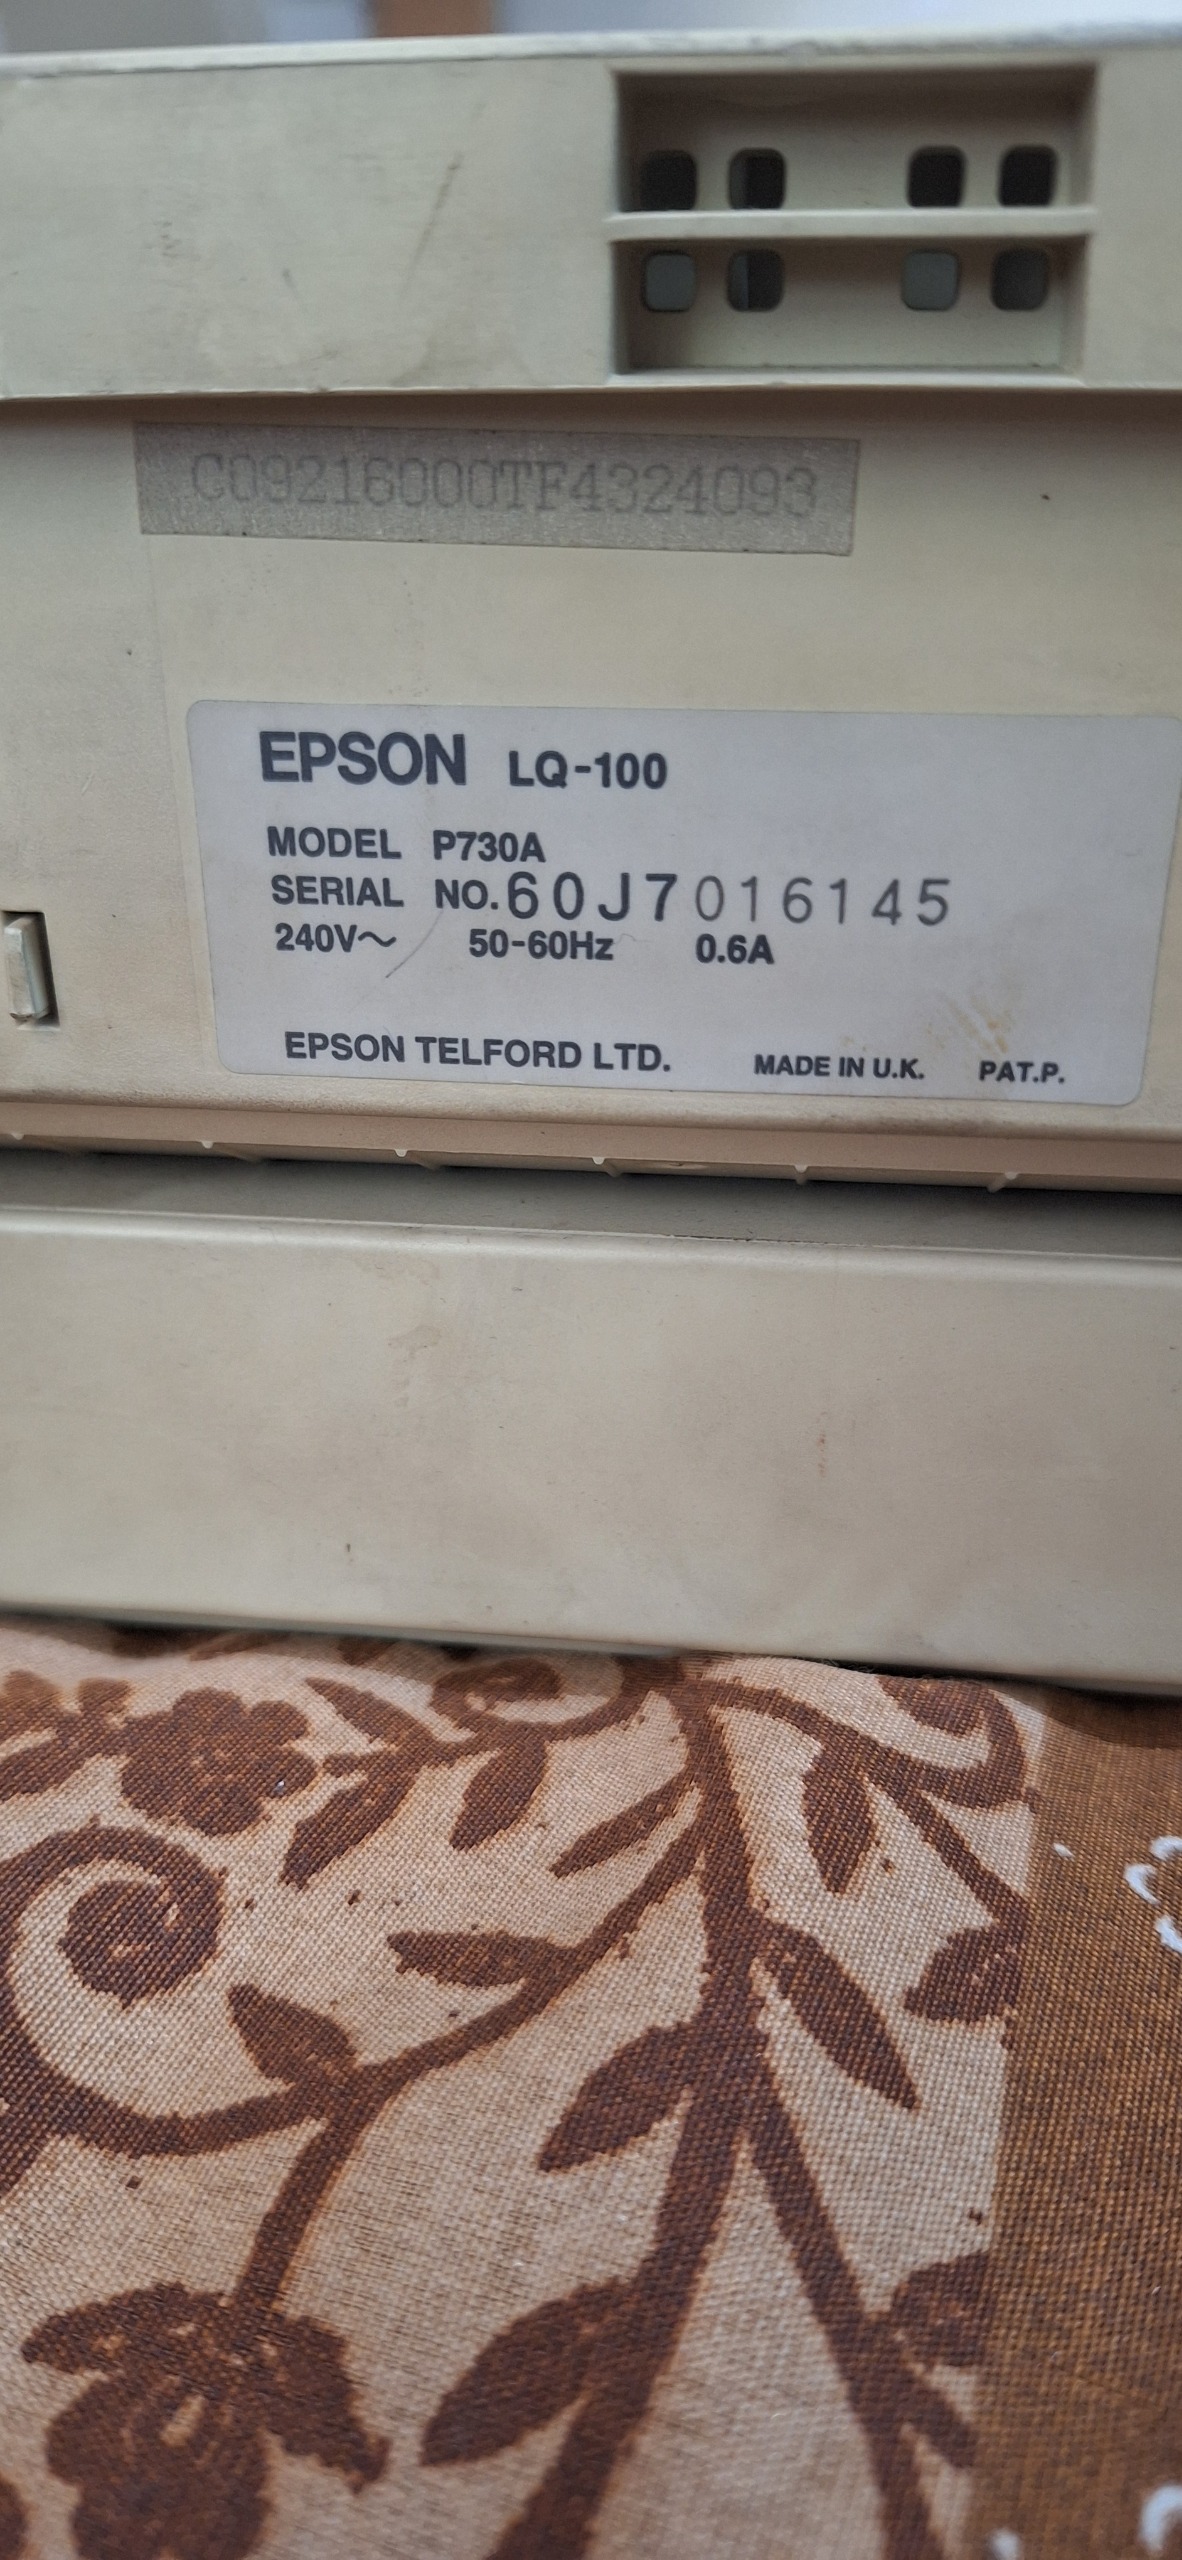 C09216000TF4324093
EPSON LQ-100
MODEL P730A
SERIAL NO. 60J7016145
240V~ 50-60Hz 0.6A
EPSON TELFORD LTD. MADE IN U.K. PAT.P.